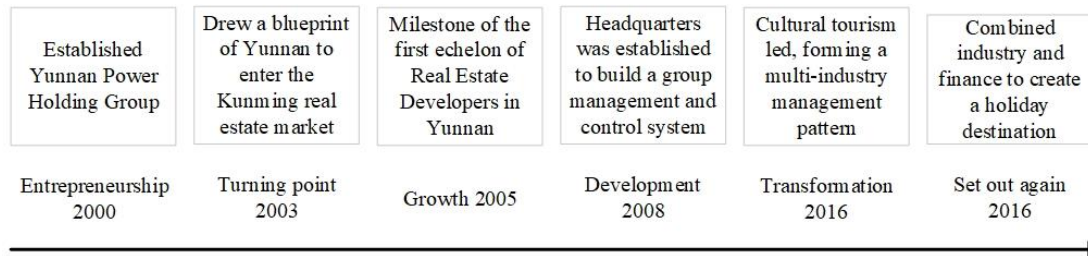 Established
Yunnan Power
Holding Group
Drew a blueprint
of Yunnan to
enter the
Kunming real
estate market
Milestone of the
first echelon of
Real Estate
Developers in
Yunnan
Headquarters
was established
to build a group
management and
control system
Cultural tourism
led, forming a
multi-industry
management
pattern
Combined
industry and
finance to create
a holiday
destination
Entrepreneurship
2000
Turning point
2003
Growth 2005
Development
2008
Transformation
2016
Set out again
2016